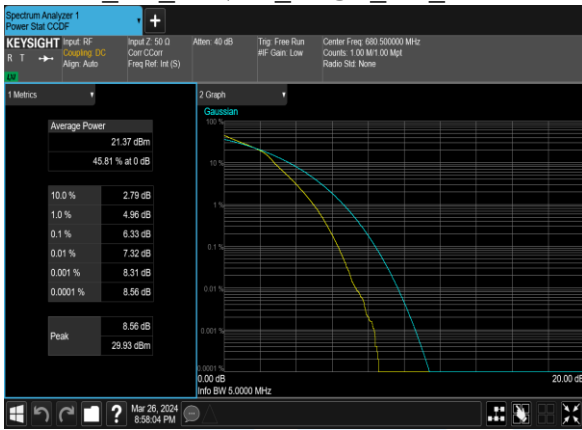 Spectrum Analyzer 1
Power Stat CCDF
+
KEYSIGHT
R T
LV
Input: RF
Coupling: DC
Align: Auto
Input Z: 50 Ω
Corr CCorr
Freq Ref: Int (S)
Atten: 40 dB
Trig: Free Run
#IF Gain: Low
Center Freq: 680.500000 MHz
Counts: 1.00 M/1.00 Mpt
Radio Std: None
1 Metrics
Average Power
21.37 dBm
45.81 % at 0 dB
10.0 % 2.79 dB
1.0 % 4.96 dB
0.1 % 6.33 dB
0.01 % 7.32 dB
0.001 % 8.31 dB
0.0001 % 8.56 dB
Peak
8.56 dB
29.93 dBm
2 Graph
Gaussian
100 %
10 %
1 %
0.1 %
0.01 %
0.001 %
0.0001 %
0.00 dB
20.00 dB
Info BW 5.0000 MHz
?
Mar 26, 2024
8:58:04 PM